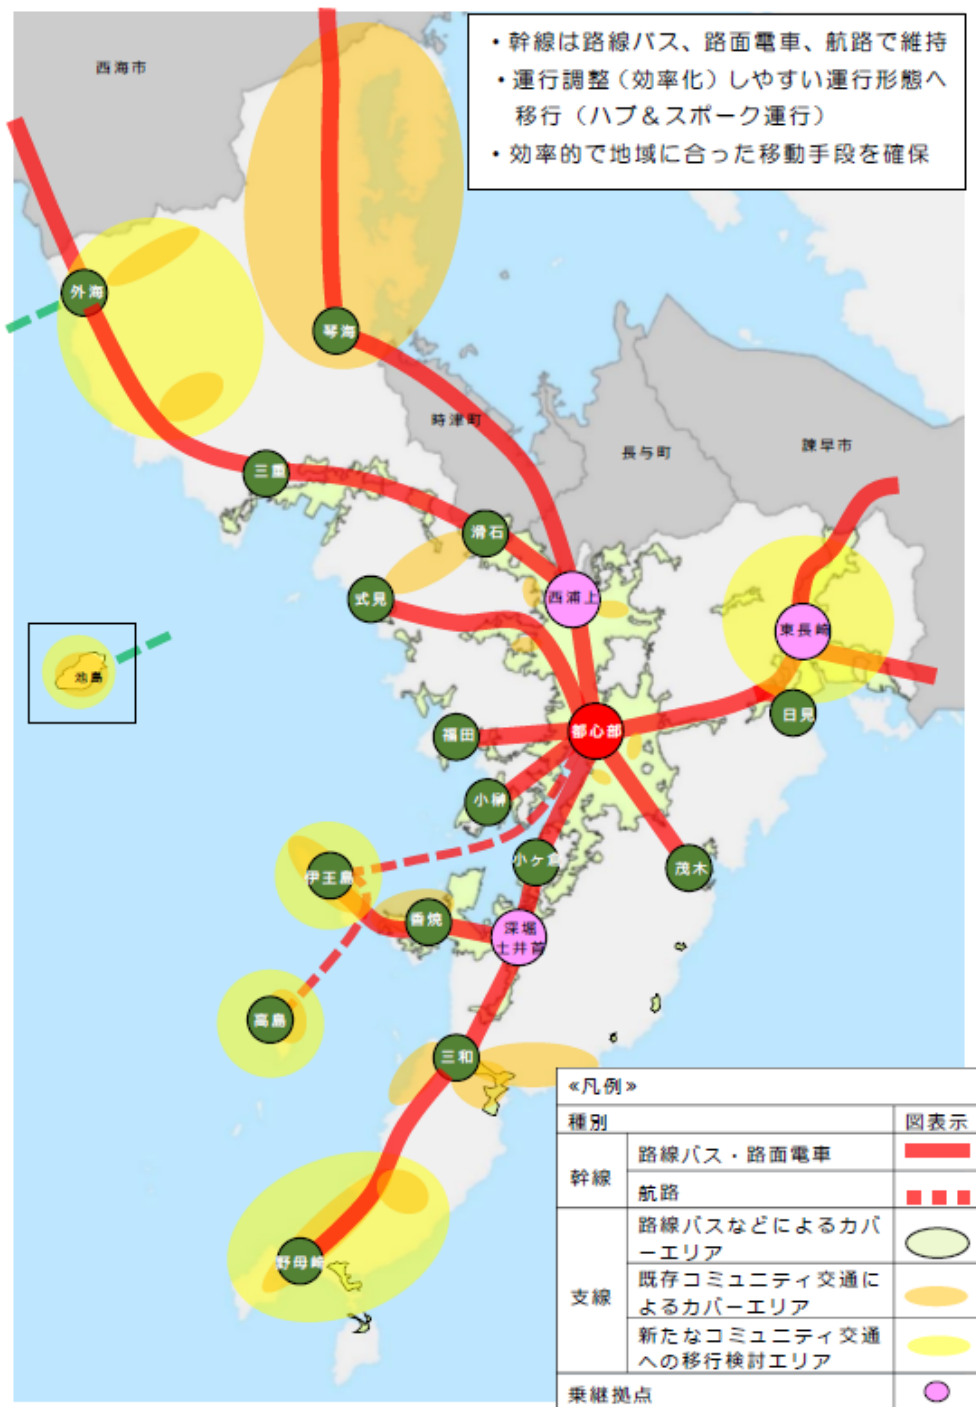 ・幹線は路線バス、路面電車、航路で維持
・運行調整（効率化）しやすい運行形態へ
移行（ハブ＆スポーク運行）
・効率的で地域に合った移動手段を確保
西海市
外海
琴海
時津町
長与町
諫早市
三重
滑石
西浦上
式見
東長崎
池島
日見
福田
都心部
小榊
小ヶ倉
茂木
伊王島
香焼
深堀
土井首
高島
三和
野母崎
≪凡例≫
種別 図表示
幹線
路線バス・路面電車
航路
支線
路線バスなどによるカバ
ーエリア
既存コミュニティ交通に
よるカバーエリア
新たなコミュニティ交通
への移行検討エリア
乗継拠点